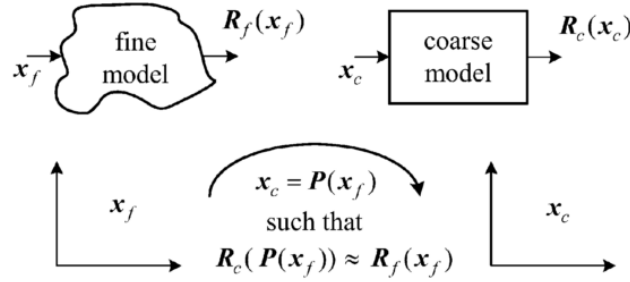 fine
model
x_f
R_f(x_f)
coarse
model
x_c
R_c(x_c)
x_f
x_c = P(x_f)
such that
R_c(P(x_f)) ≈ R_f(x_f)
x_c